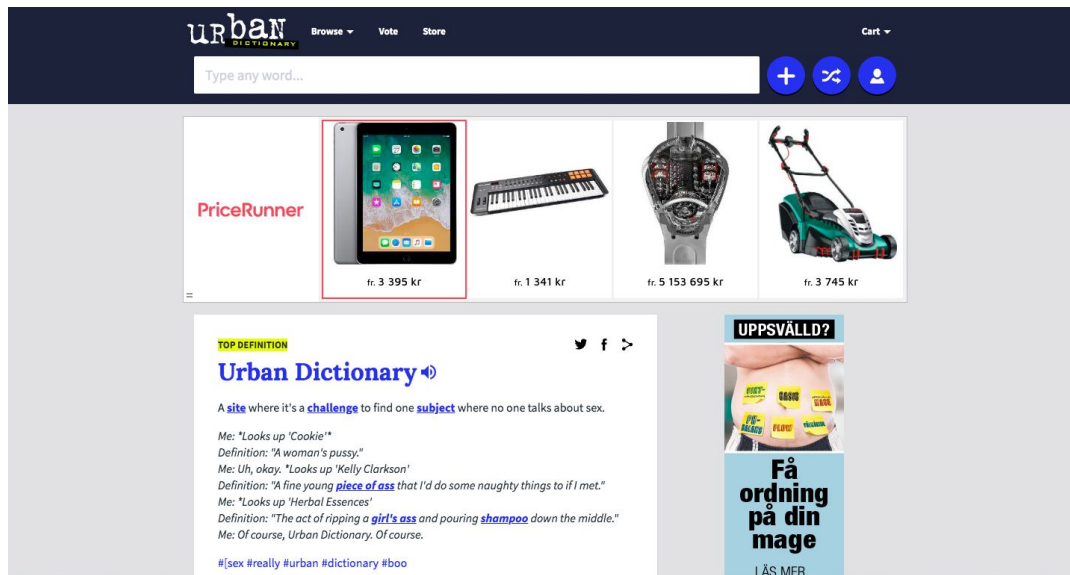 urban
DICTIONARY
Browse
Vote
Store
Cart
Type any word...
PriceRunner
fr. 3 395 kr
fr. 1 341 kr
fr. 5 153 695 kr
fr. 3 745 kr
TOP DEFINITION
Urban Dictionary
A site where it's a challenge to find one subject where no one talks about sex.
Me: *Looks up 'Cookie'*
Definition: "A woman's pussy."
Me: Uh, okay. *Looks up 'Kelly Clarkson'
Definition: "A fine young piece of ass that I'd do some naughty things to if I met."
Me: *Looks up 'Herbal Essences'
Definition: "The act of ripping a girl's ass and pouring shampoo down the middle."
Me: Of course, Urban Dictionary. Of course.
#[sex #really #urban #dictionary #boo
UPPSVÄLLD?
Få
ordning
på din
mage
LÄS MER